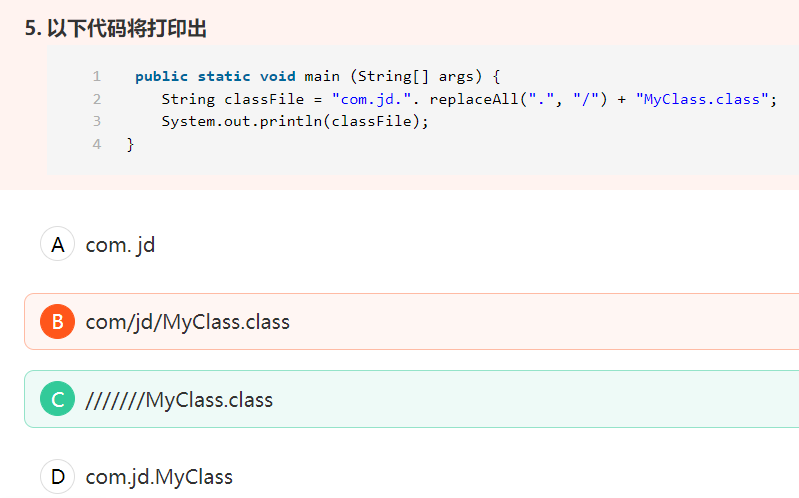 5. 以下代码将打印出
1 public static void main (String[] args) {
2 String classFile = "com.jd.". replaceAll(".", "/") + "MyClass.class";
3 System.out.println(classFile);
4 }
A com. jd
B com/jd/MyClass.class
C ///////MyClass.class
D com.jd.MyClass